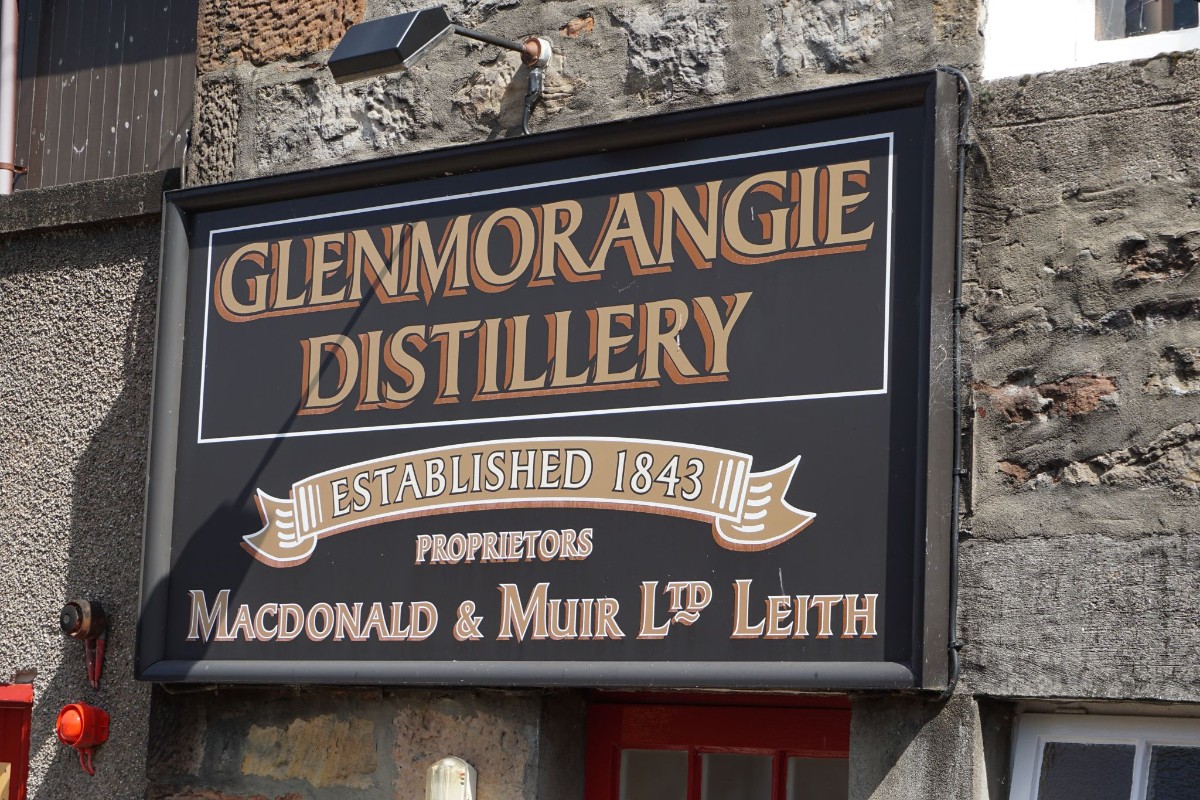 GLENMORANGIE
DISTILLERY
ESTABLISHED 1843
PROPRIETORS
MACDONALD & MUIR LTD LEITH